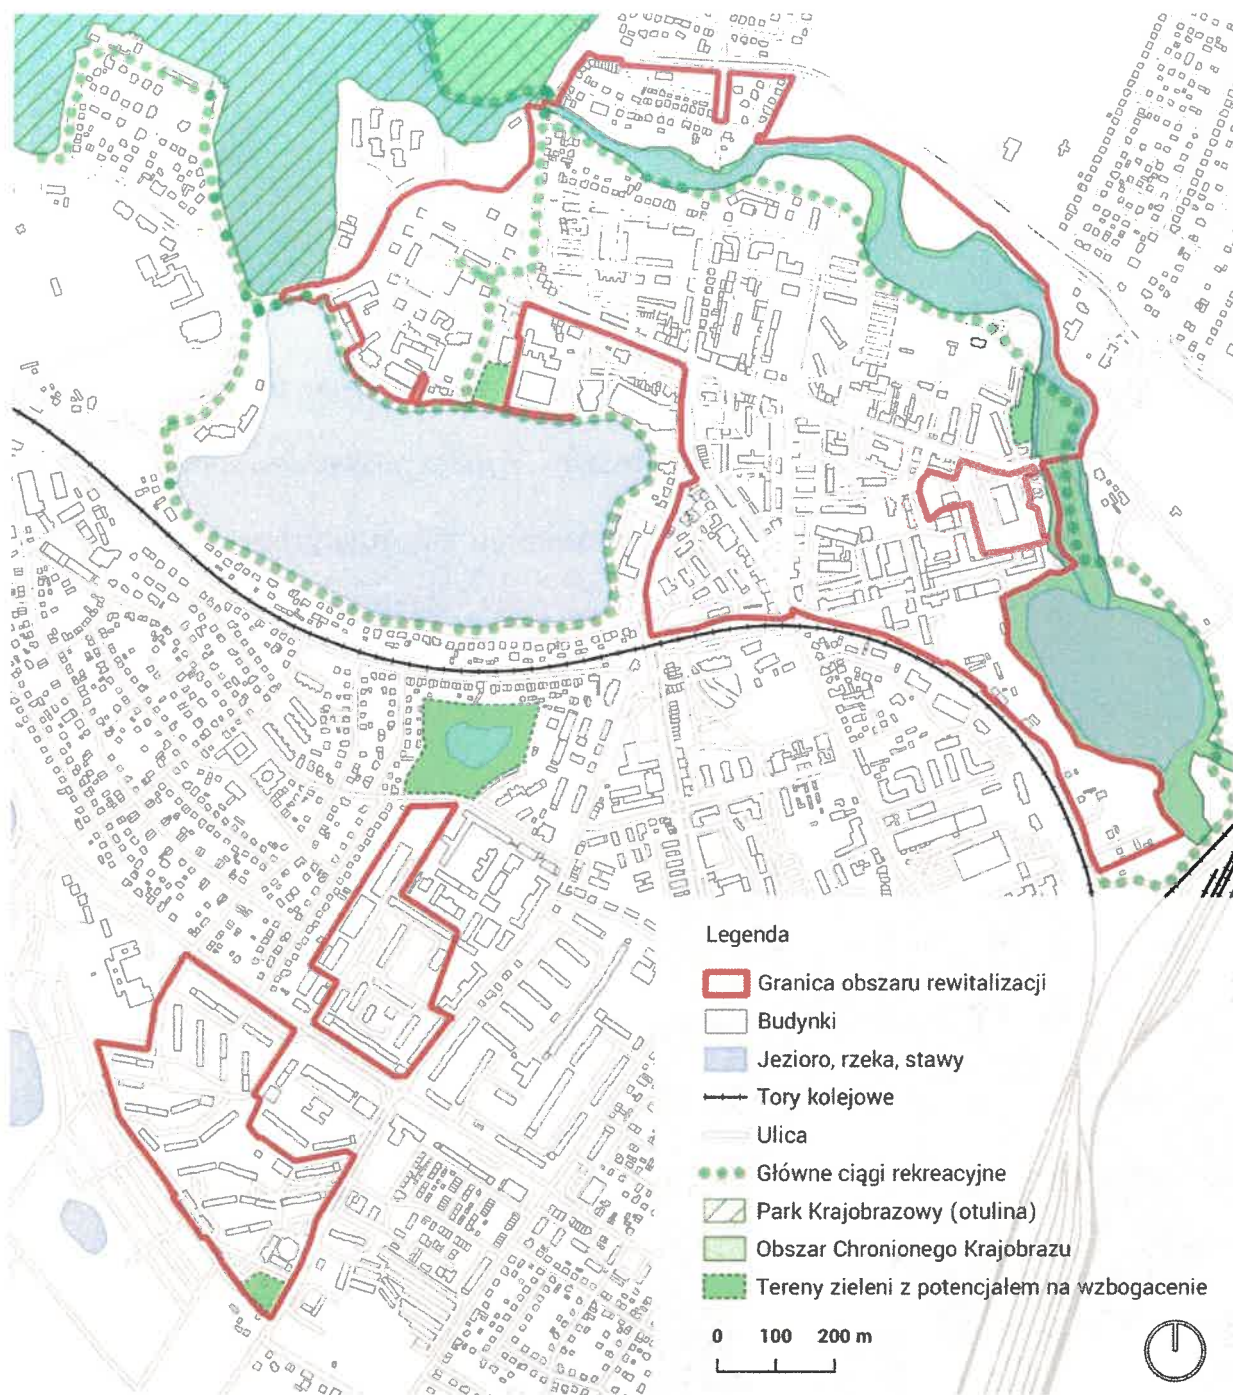 Legenda
Granica obszaru rewitalizacji
Budynki
Jezioro, rzeka, stawy
Tory kolejowe
Ulica
Główne ciągi rekreacyjne
Park Krajobrazowy (otulina)
Obszar Chronionego Krajobrazu
Tereny zieleni z potencjałem na wzbogacenie
0 100 200 m